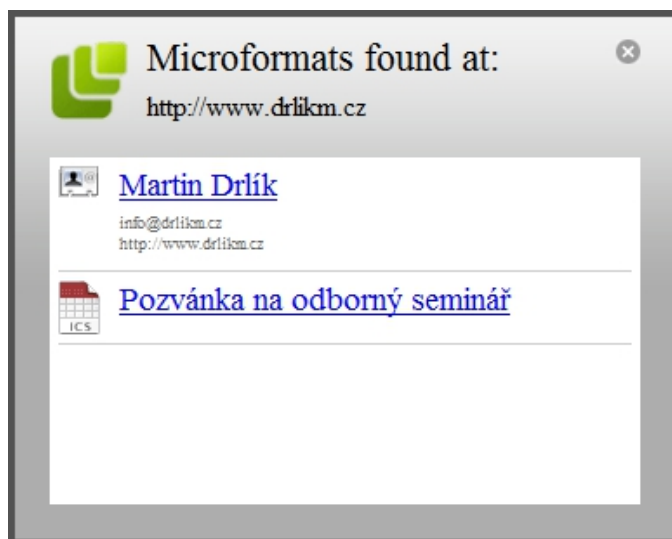 Microformats found at:
http://www.drlikm.cz
Martin Drlík
info@drlikm.cz
http://www.drlikm.cz
Pozvánka na odborný seminář
ICS